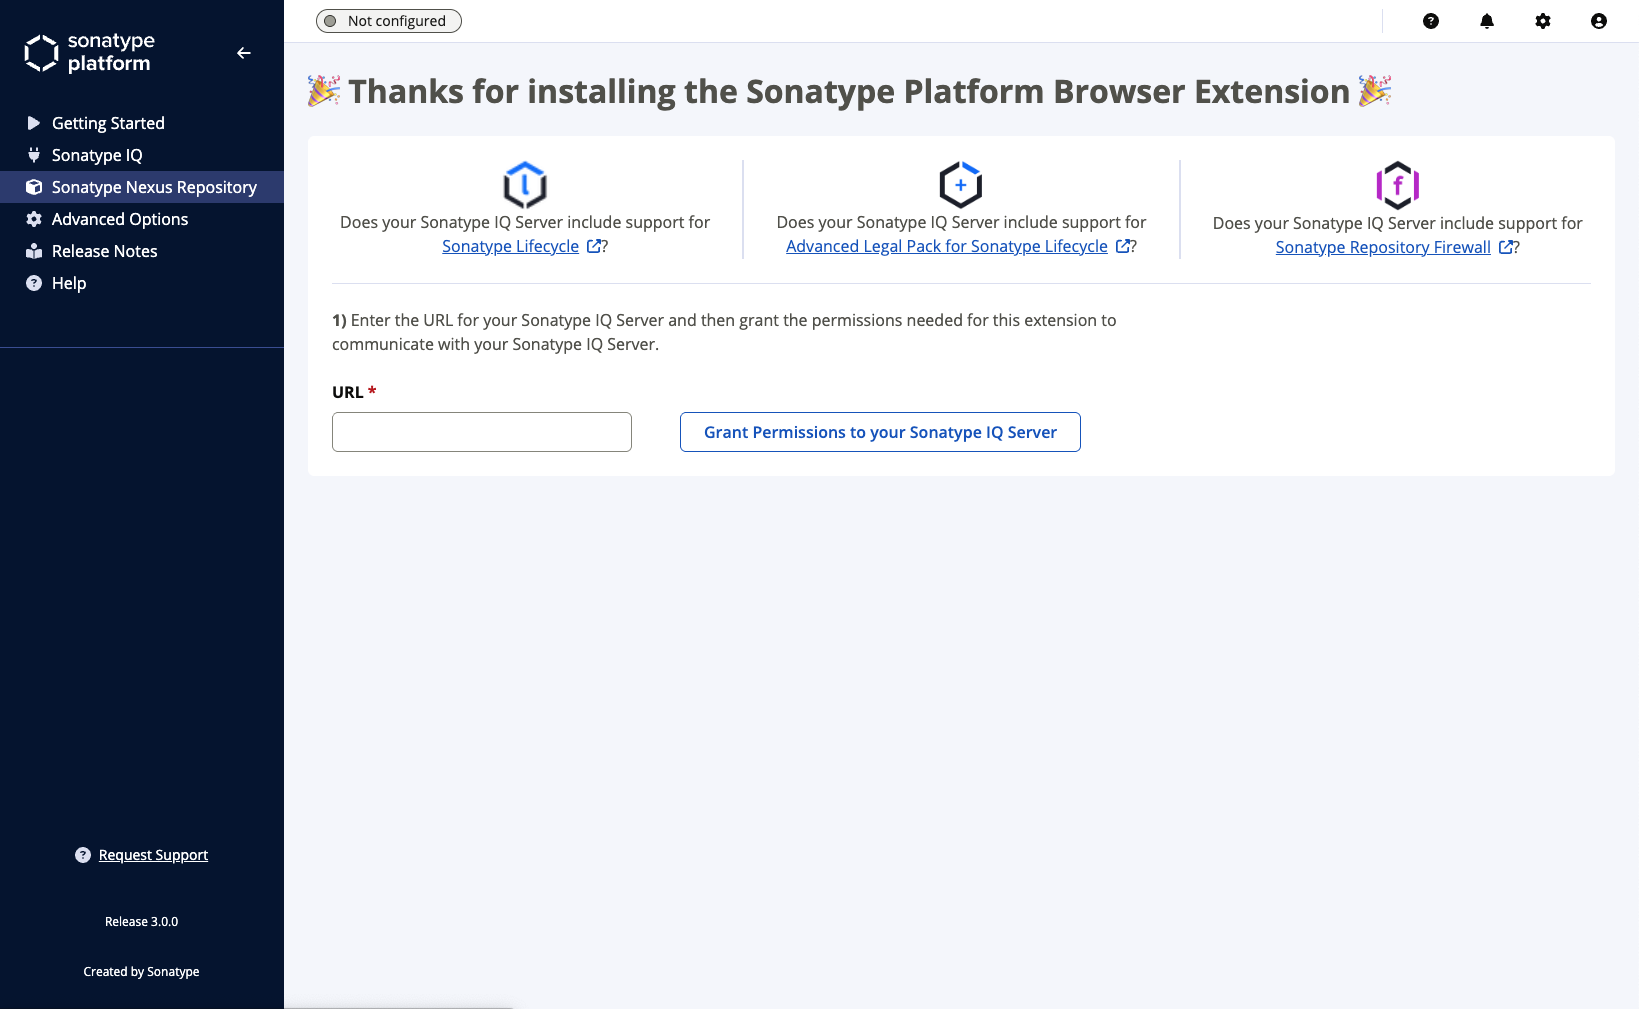 sonatype
platform
Getting Started
Sonatype IQ
Sonatype Nexus Repository
Advanced Options
Release Notes
Help
Request Support
Release 3.0.0
Created by Sonatype
Not configured
🎉 Thanks for installing the Sonatype Platform Browser Extension 🎉
Does your Sonatype IQ Server include support for
Sonatype Lifecycle ?
Does your Sonatype IQ Server include support for
Advanced Legal Pack for Sonatype Lifecycle ?
Does your Sonatype IQ Server include support for
Sonatype Repository Firewall ?
1) Enter the URL for your Sonatype IQ Server and then grant the permissions needed for this extension to
communicate with your Sonatype IQ Server.
URL *
Grant Permissions to your Sonatype IQ Server